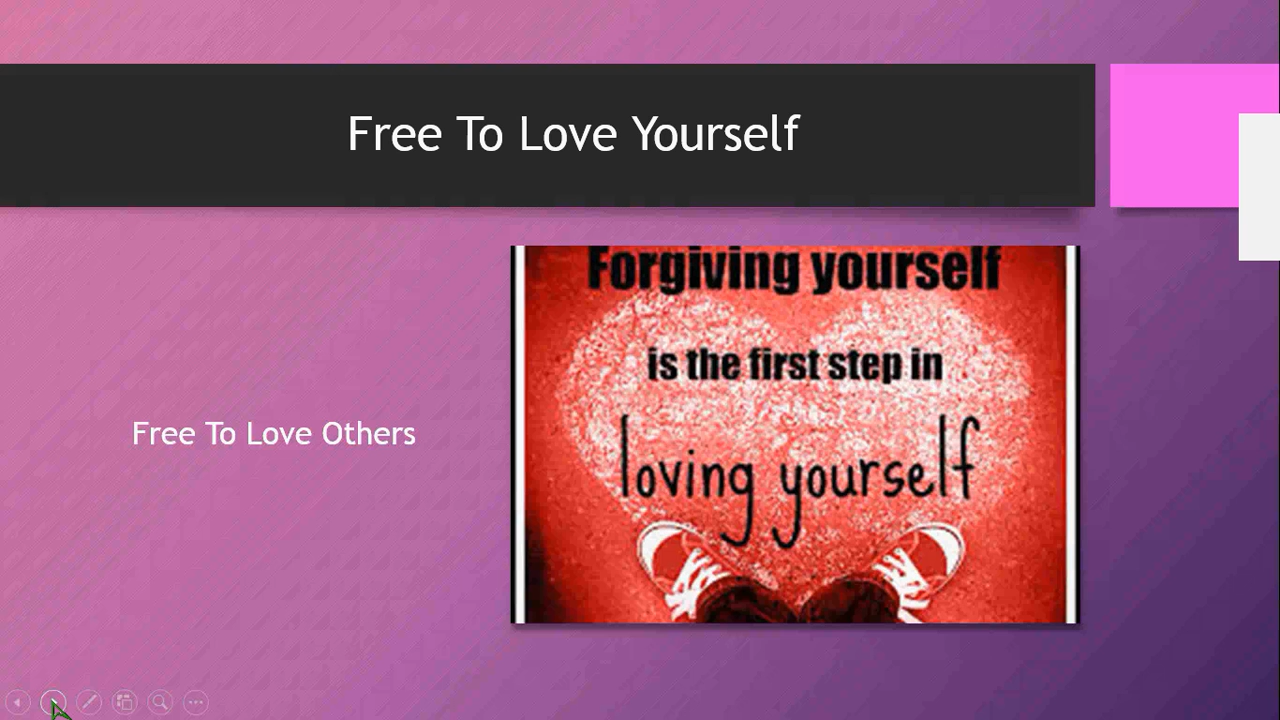 Free To Love Yourself
Free To Love Others
Forgiving yourself
is the first step in
loving yourself